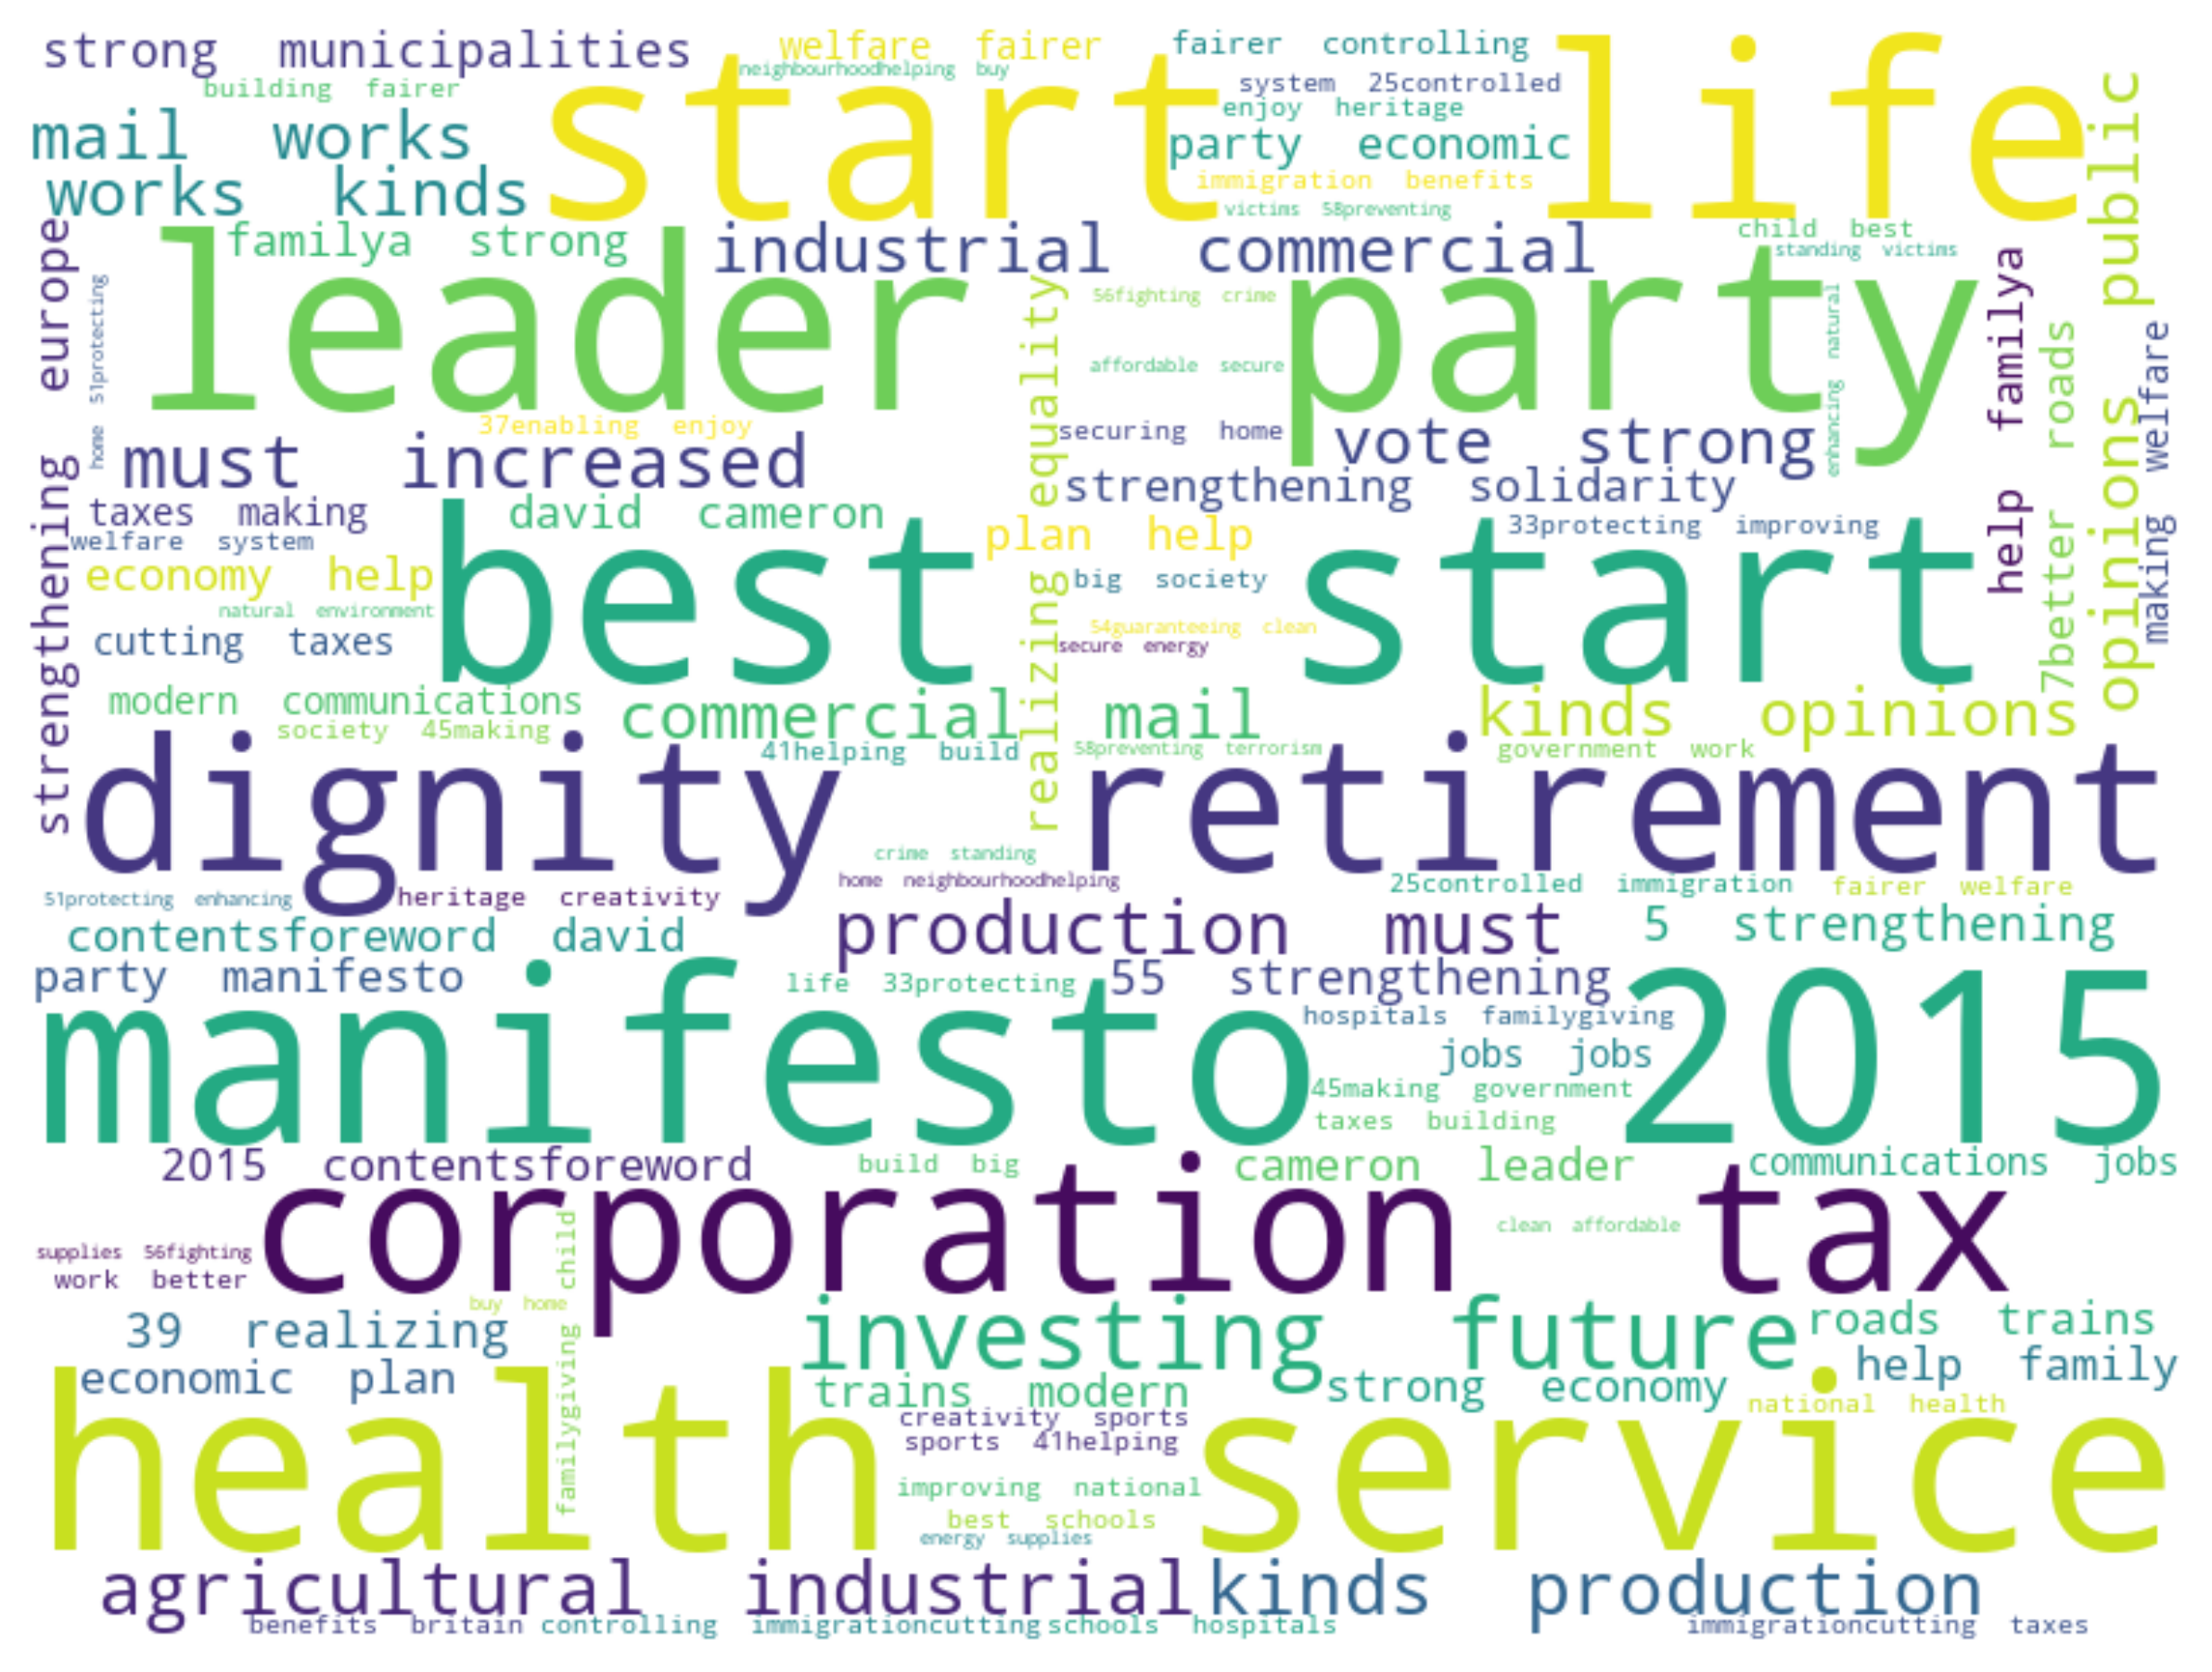 strong municipalities
welfare fairer
fairer controlling
start life
neighbourhoodhelping buy
system 25controlled
building fairer
enjoy heritage
mail works
party economic
public opinions
works kinds
immigration benefits
victims 58preventing
strengthening europe
familya strong
industrial commercial
child best
standing victims
leader party
help familya
home 51protecting
realizing equality
56fighting crime
enhancing natural
7better roads
making welfare
affordable secure
37enabling enjoy
securing home
vote strong
must increased
strengthening solidarity
taxes making
david cameron
best start
plan help
33protecting improving
welfare system
economy help
big society
natural environment
54guaranteeing clean
cutting taxes
secure energy
modern communications
commercial mail
kinds opinions
society 45making
41helping build
58preventing terrorism
government work
dignity retirement
crime standing
home neighbourhoodhelping
25controlled immigration
fairer welfare
51protecting enhancing
heritage creativity
production must
5 strengthening
contentsforeword david
party manifesto
life 33protecting
55 strengthening
manifesto 2015
hospitals familygiving
jobs jobs
45making government
taxes building
2015 contentsforeword
build big
cameron leader
communications jobs
corporation tax
clean affordable
supplies 56fighting
work better
familygiving child
buy home
39 realizing
investing future
roads trains
economic plan
help family
trains modern
strong economy
health service
national health
creativity sports
sports 41helping
improving national
best schools
energy supplies
agricultural industrial
kinds production
benefits britain
controlling immigrationcutting
schools hospitals
immigrationcutting taxes